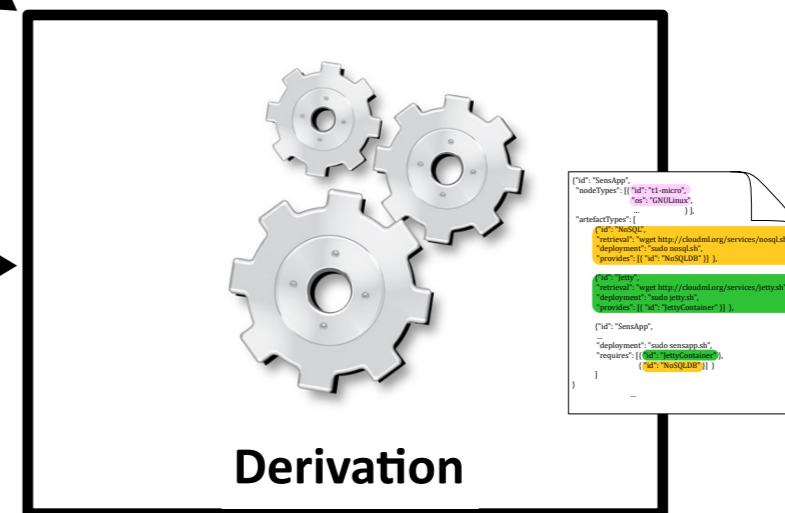 {"id": "SensApp",
"nodeTypes": [{ "id": "t1-micro",
"os": "GNULinux",
... } ],
"artefactTypes": [
{"id": "NoSQL",
"retrieval": "wget http://cloudml.org/services/nosql.sh
"deployment": "sudo nosql.sh",
"provides": [{ "id": "NoSQLDB" }] },
{"id": "Jetty",
"retrieval": "wget http://cloudml.org/services/jetty.sh"
"deployment": "sudo jetty.sh",
"provides": [{ "id": "JettyContainer" }] },
{"id": "SensApp",
...
"deployment": "sudo sensapp.sh",
"requires": [{ "id": "JettyContainer" },
{ "id": "NoSQLDB" }] }
]
}
...
Derivation